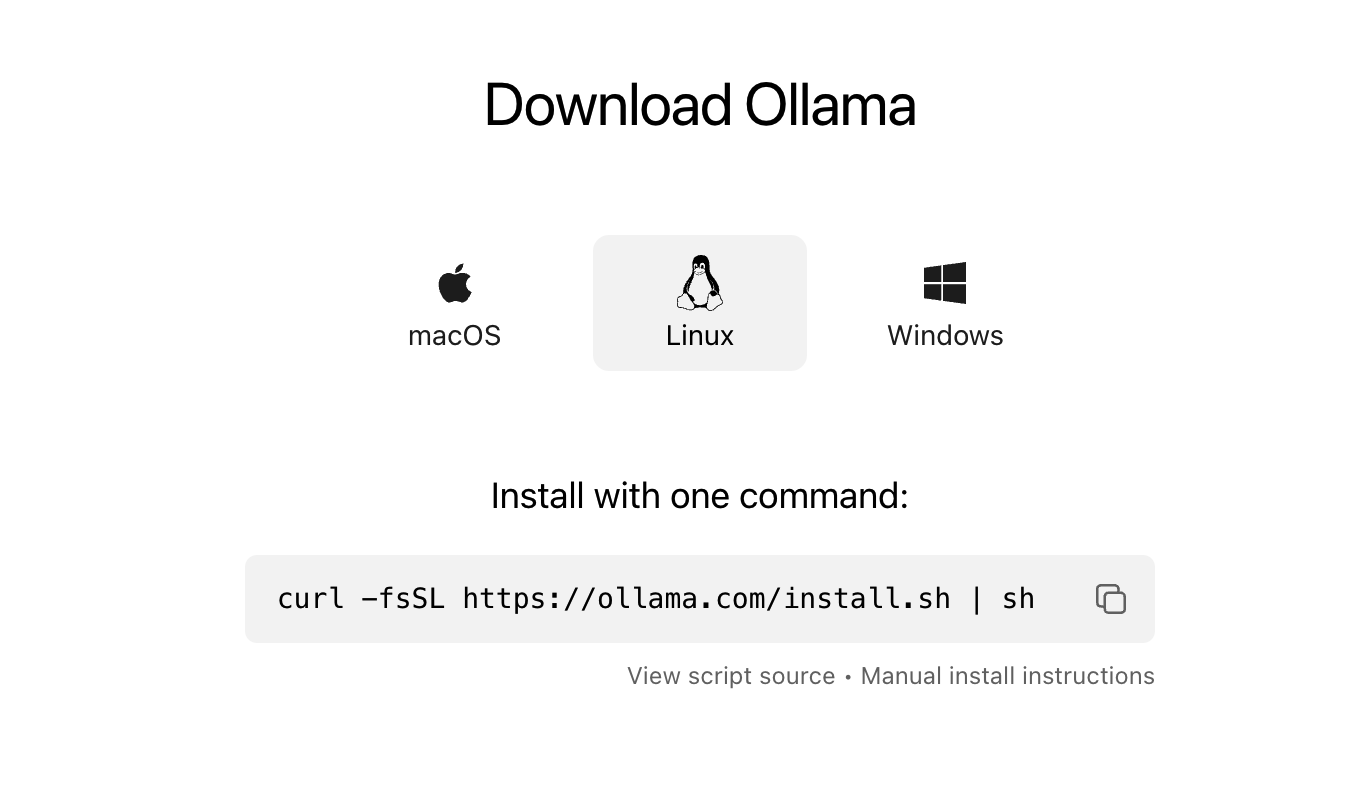 Download Ollama
macOS
Linux
Windows
Install with one command:
curl -fsSL https://ollama.com/install.sh | sh
View script source • Manual install instructions